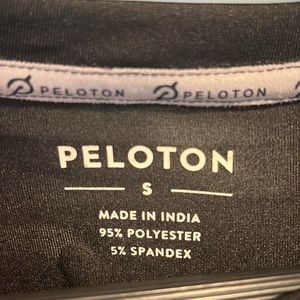 PELOTON PELOTON
PELOTON
S
MADE IN INDIA
95% POLYESTER
5% SPANDEX